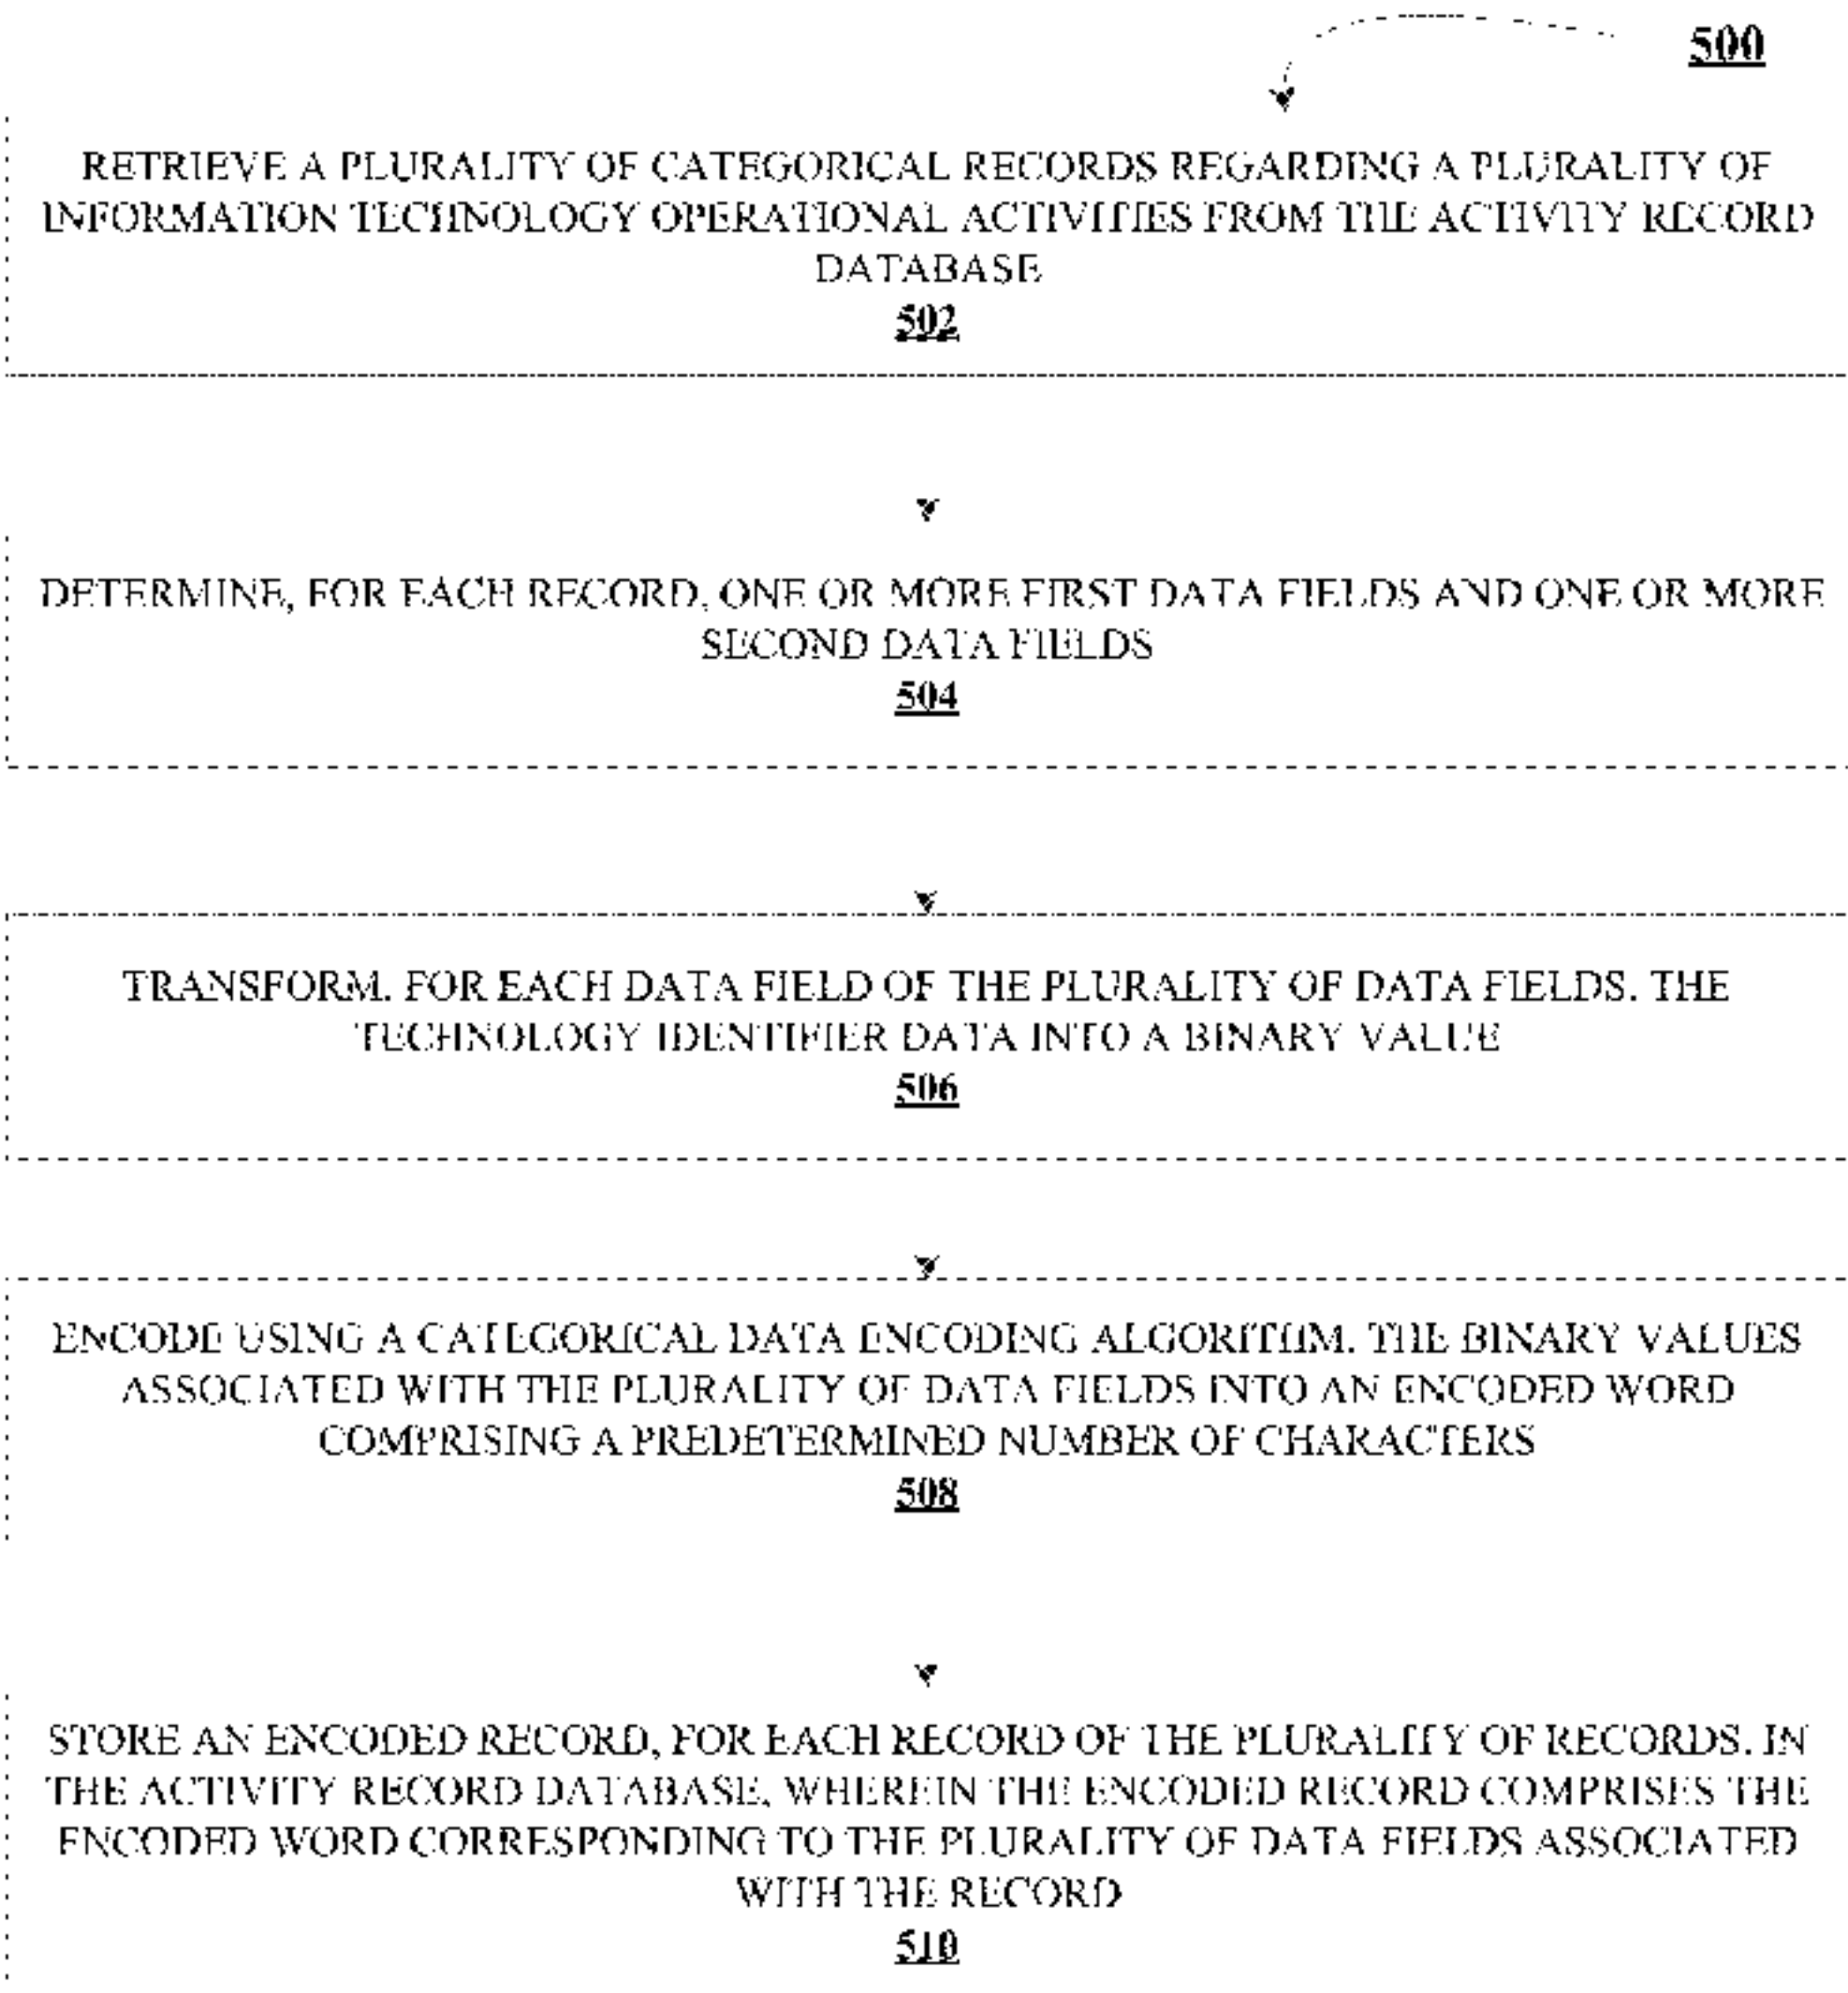 500
RETRIEVE A PLURALITY OF CATEGORICAL RECORDS REGARDING A PLURALITY OF
INFORMATION TECHNOLOGY OPERATIONAL ACTIVITIES FROM THE ACTIVITY RECORD
DATABASE
502
DETERMINE, FOR EACH RECORD, ONE OR MORE FIRST DATA FIELDS AND ONE OR MORE
SECOND DATA FIELDS
504
TRANSFORM, FOR EACH DATA FIELD OF THE PLURALITY OF DATA FIELDS, THE
TECHNOLOGY IDENTIFIER DATA INTO A BINARY VALUE
506
ENCODE USING A CATEGORICAL DATA ENCODING ALGORITHM, THE BINARY VALUES
ASSOCIATED WITH THE PLURALITY OF DATA FIELDS INTO AN ENCODED WORD
COMPRISING A PREDETERMINED NUMBER OF CHARACTERS
508
STORE AN ENCODED RECORD, FOR EACH RECORD OF THE PLURALITY OF RECORDS, IN
THE ACTIVITY RECORD DATABASE, WHEREIN THE ENCODED RECORD COMPRISES THE
ENCODED WORD CORRESPONDING TO THE PLURALITY OF DATA FIELDS ASSOCIATED
WITH THE RECORD
510